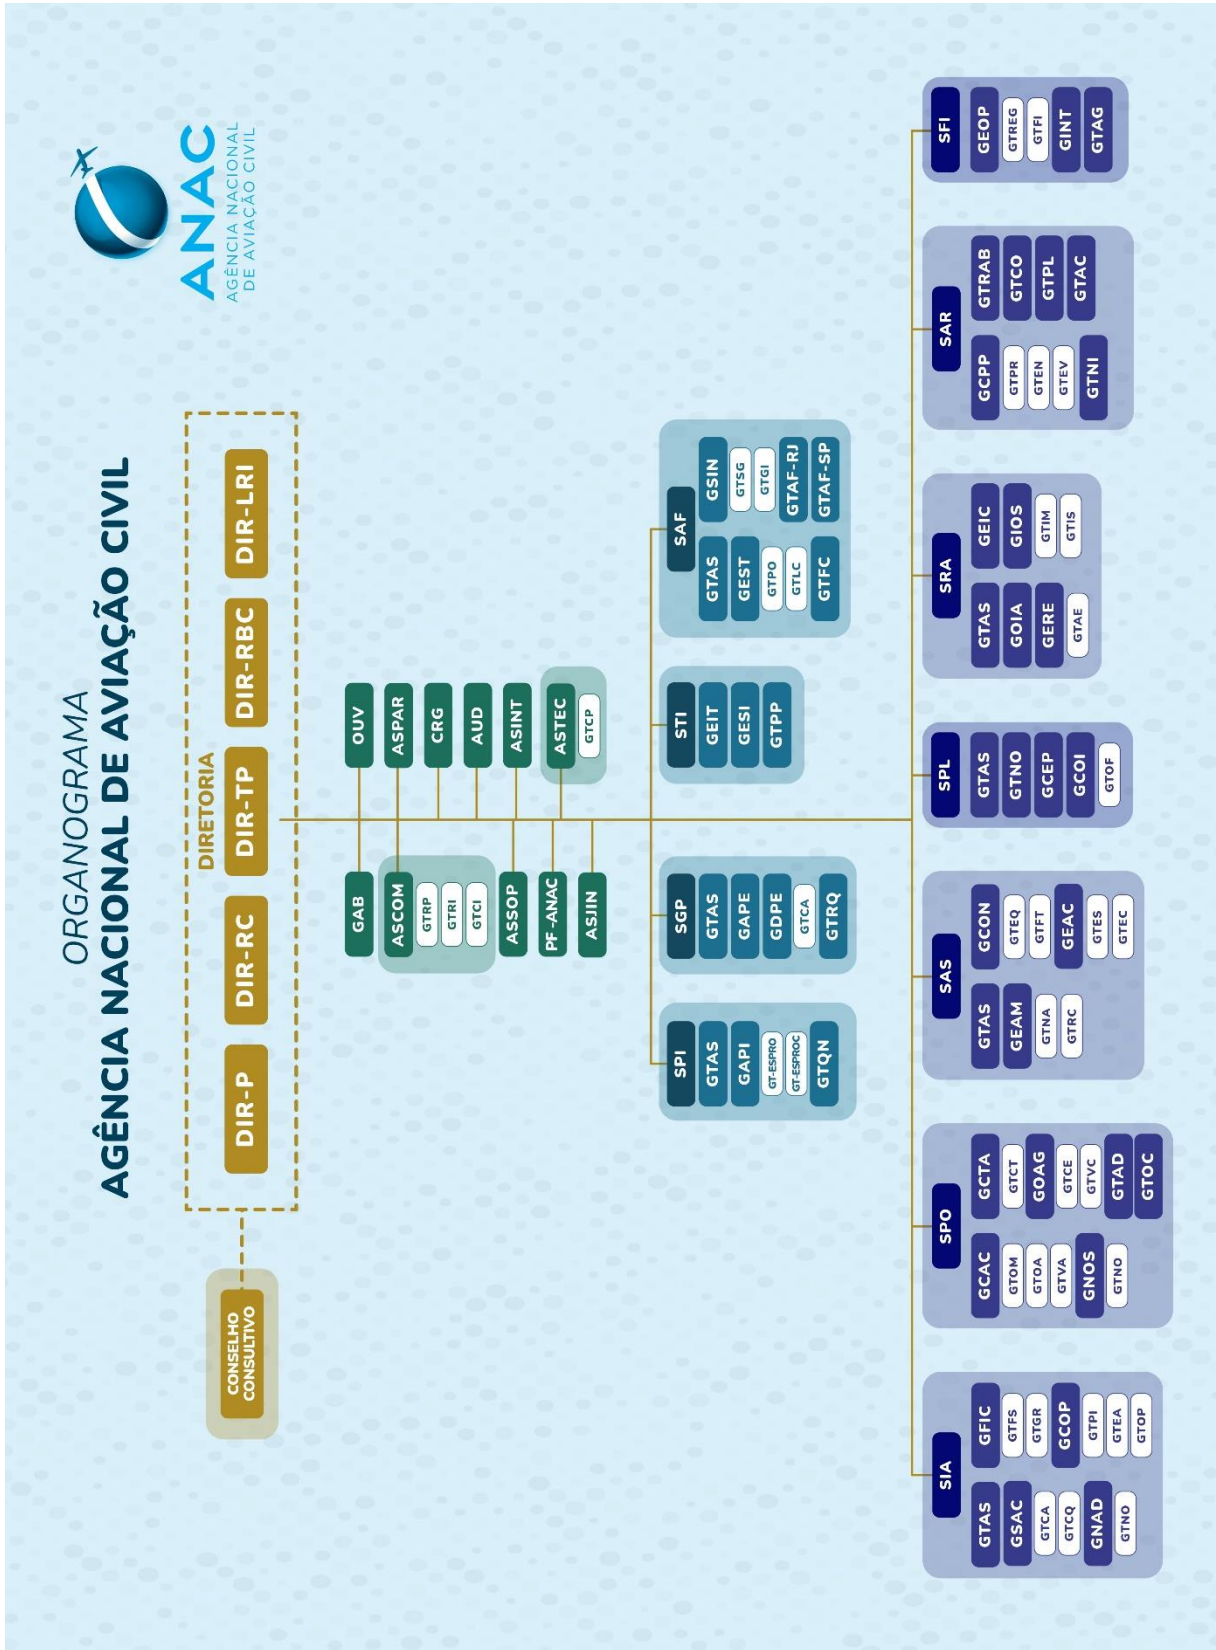 ORGANOGRAMA
AGÊNCIA NACIONAL DE AVIAÇÃO CIVIL
ANAC
AGÊNCIA NACIONAL
DE AVIAÇÃO CIVIL
CONSELHO
CONSULTIVO
DIRETORIA
DIR-P
DIR-RC
DIR-TP
DIR-RBC
DIR-LRI
GAB
OUV
ASCOM
GTRP
GTRI
GTCI
ASPAR
CRG
AUD
ASSOP
ASINT
PF-ANAC
ASTEC
GTCP
ASIIN
SPI
GTAS
GAPI
GT-ESPRO
GT-ESPROC
GTQN
SGP
GTAS
GAPE
GDPE
GTCA
GTRQ
STI
GEIT
GESI
GTPP
SAF
GTAS
GEST
GTPO
GTLC
GTFC
GSIN
GTSG
GTGI
GTAF-RJ
GTAF-SP
SIA
GTAS
GSAC
GTCA
GTCQ
GNAD
GTNO
GFIC
GTFS
GTGR
GCOP
GTPI
GTEA
GTOP
SPO
GCAC
GTOM
GTOA
GTVA
GNOS
GTNO
GCTA
GTCT
GOAG
GTCE
GTVC
GTAD
GTOC
SAS
GTAS
GEAM
GTNA
GTRC
GCON
GTEQ
GTFT
GEAC
GTES
GTEC
SPL
GTAS
GTNO
GCEP
GCOI
GTOF
SRA
GTAS
GOIA
GERE
GTAE
GEIC
GIOS
GTIM
GTIS
SAR
GCPP
GTPR
GTEN
GTEV
GTNI
GTRAB
GTCO
GTPL
GTAC
SFI
GEOP
GTREG
GTFI
GINT
GTAG